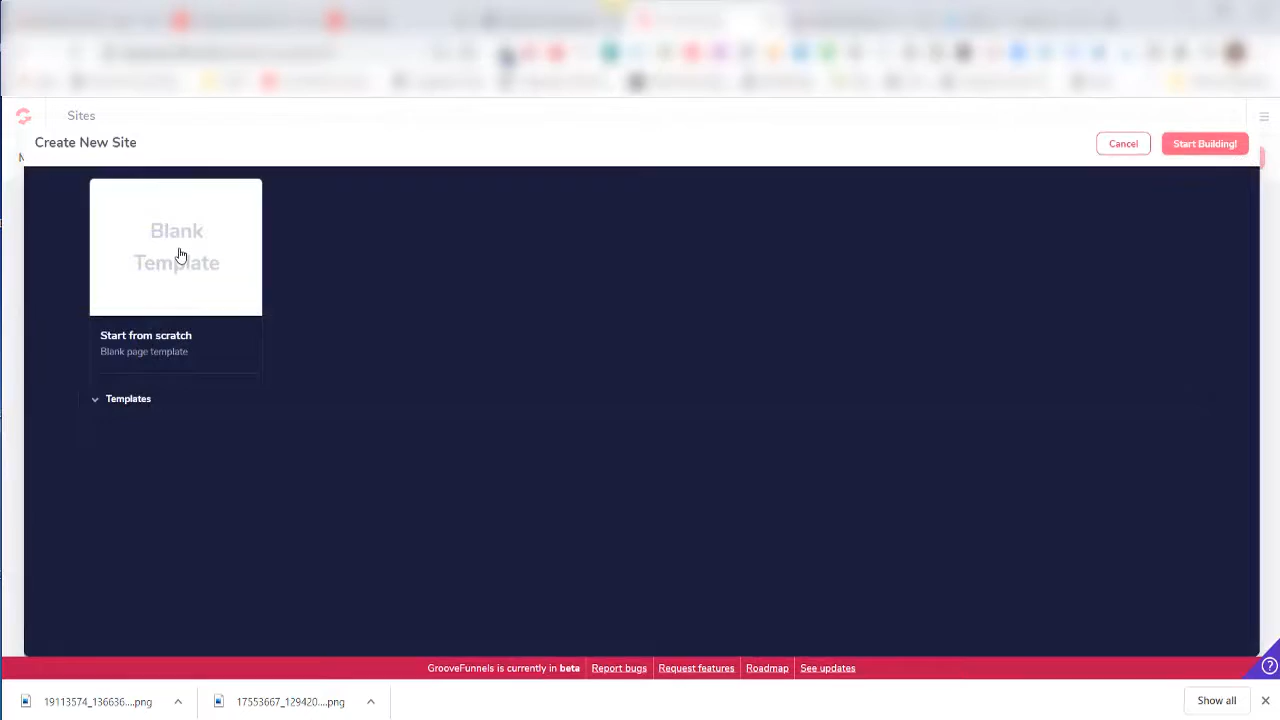 Sites
Create New Site
Cancel
Start Building!
Blank
Template
Start from scratch
Blank page template
Templates
GrooveFunnels is currently in beta
Report bugs
Request features
Roadmap
See updates
19113574_136636....png
17553667_129420....png
Show all